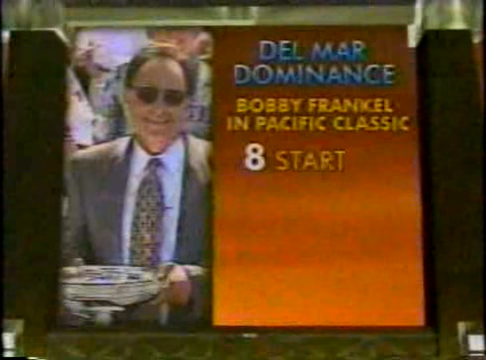 DEL MAR
DOMINANCE
BOBBY FRANKEL
IN PACIFIC CLASSIC
8 START